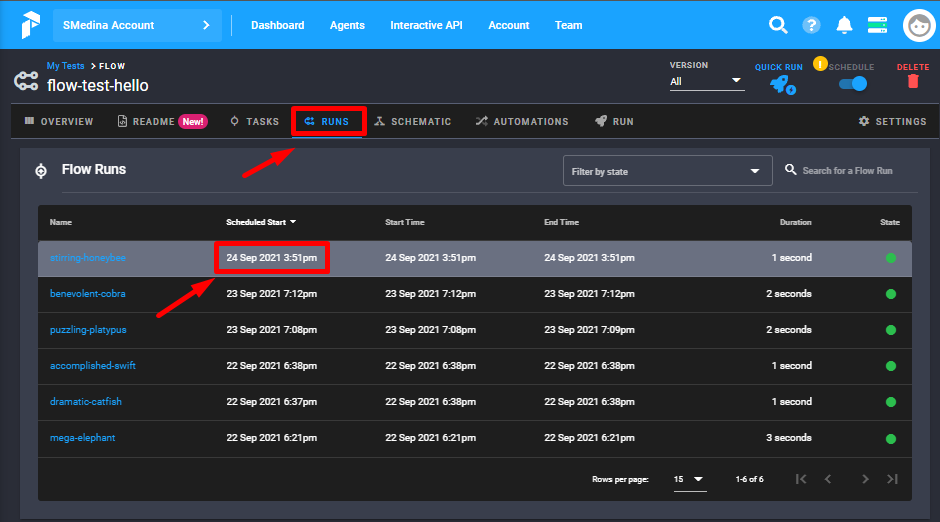 SMedina Account Dashboard Agents Interactive API Account Team ?
My Tests > FLOW
flow-test-hello
VERSION
All
QUICK RUN
! SCHEDULE
DELETE
OVERVIEW README New! TASKS RUNS SCHEMATIC AUTOMATIONS RUN SETTINGS
Flow Runs Filter by state Search for a Flow Run
Name Scheduled Start Start Time End Time Duration State
stirring-honeybee 24 Sep 2021 3:51pm 24 Sep 2021 3:51pm 24 Sep 2021 3:51pm 1 second
benevolent-cobra 23 Sep 2021 7:12pm 23 Sep 2021 7:12pm 23 Sep 2021 7:12pm 2 seconds
puzzling-platypus 23 Sep 2021 7:08pm 23 Sep 2021 7:08pm 23 Sep 2021 7:09pm 2 seconds
accomplished-swift 22 Sep 2021 6:38pm 22 Sep 2021 6:38pm 22 Sep 2021 6:38pm 1 second
dramatic-catfish 22 Sep 2021 6:37pm 22 Sep 2021 6:38pm 22 Sep 2021 6:38pm 1 second
mega-elephant 22 Sep 2021 6:21pm 22 Sep 2021 6:21pm 22 Sep 2021 6:21pm 3 seconds
Rows per page: 15 1-6 of 6